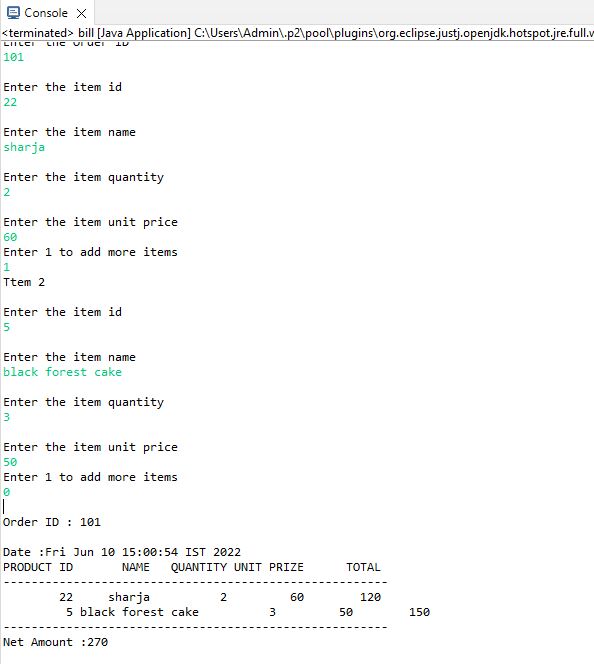 Console
<terminated> bill [Java Application] C:\Users\Admin\.p2\pool\plugins\org.eclipse.justj.openjdk.hotspot.jre.full.w
Enter the Order ID
101
Enter the item id
22
Enter the item name
sharja
Enter the item quantity
2
Enter the item unit price
60
Enter 1 to add more items
1
Ttem 2
Enter the item id
5
Enter the item name
black forest cake
Enter the item quantity
3
Enter the item unit price
50
Enter 1 to add more items
0
Order ID : 101
Date :Fri Jun 10 15:00:54 IST 2022
PRODUCT ID       NAME   QUANTITY UNIT PRIZE      TOTAL
-------------------------------------------------------
        22     sharja          2         60        120
         5 black forest cake          3         50        150
-------------------------------------------------------
Net Amount :270